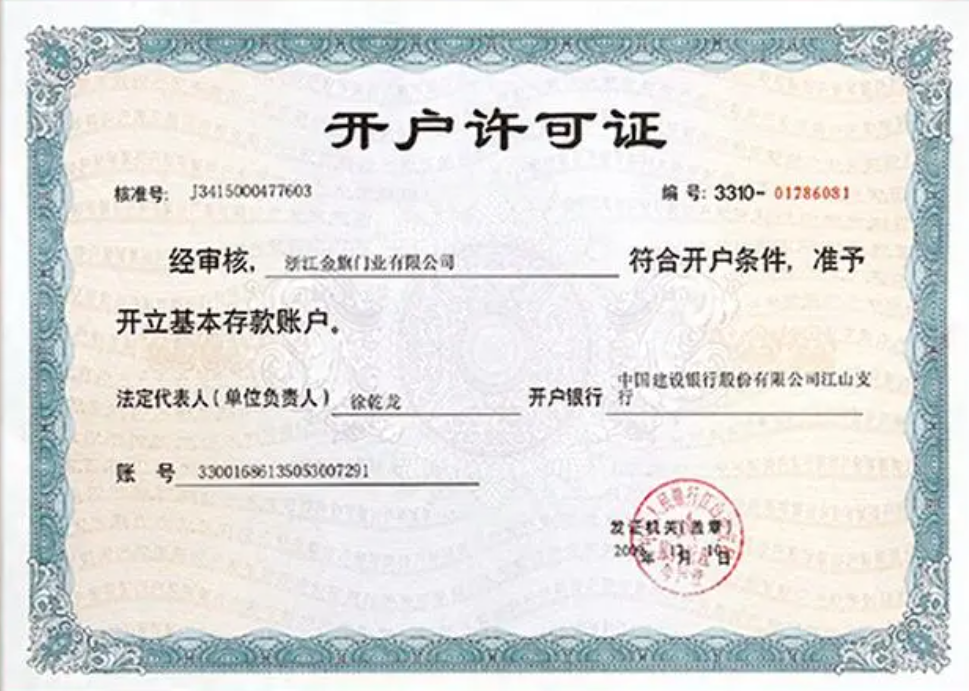 开户许可证
核准号: J3415000477603 编 号: 3310- 01786081
经审核, 浙江金旗门业有限公司 符合开户条件, 准予
开立基本存款账户。
法定代表人(单位负责人) 徐乾龙 开户银行 中国建设银行股份有限公司江山支
行
账 号 33001686135053007291
发证机关(盖章)
年 12 月 10 日